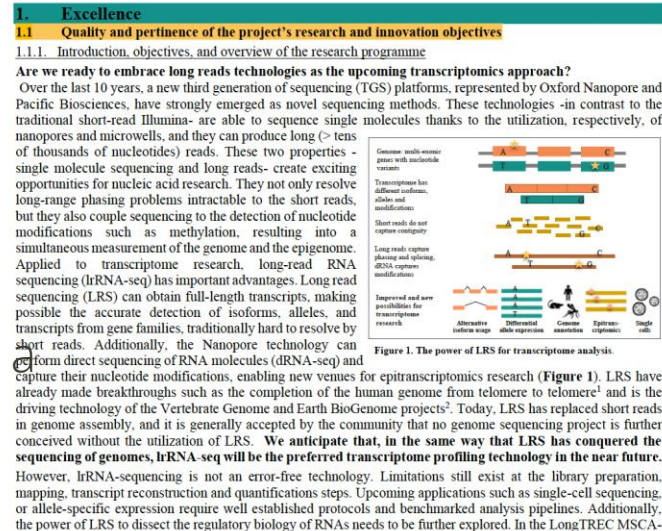 1. Excellence
1.1 Quality and pertinence of the project's research and innovation objectives
1.1.1. Introduction, objectives, and overview of the research programme
Are we ready to embrace long reads technologies as the upcoming transcriptomics approach?
Over the last 10 years, a new third generation of sequencing (TGS) platforms, represented by Oxford Nanopore and
Pacific Biosciences, have strongly emerged as novel sequencing methods. These technologies -in contrast to the
traditional short-read Illumina- are able to sequence single molecules thanks to the utilization, respectively, of
nanopores and microwells, and they can produce long (> tens
of thousands of nucleotides) reads. These two properties -
single molecule sequencing and long reads- create exciting
opportunities for nucleic acid research. They not only resolve
long-range phasing problems intractable to the short reads,
but they also couple sequencing to the detection of nucleotide
modifications such as methylation, resulting into a
simultaneous measurement of the genome and the epigenome.
Applied to transcriptome research, long-read RNA
sequencing (lrRNA-seq) has important advantages. Long read
sequencing (LRS) can obtain full-length transcripts, making
possible the accurate detection of isoforms, alleles, and
transcripts from gene families, traditionally hard to resolve by
short reads. Additionally, the Nanopore technology can
perform direct sequencing of RNA molecules (dRNA-seq) and
d
Genome: multi-exonic
genes with nucleotide
variants
A C
T G
Transcriptome has
different isoforms,
alleles and
modifications
A C
T G
Short reads do not
capture contiguity
A T C G
Long reads capture
phasing and splicing,
dRNA captures
modifications
A C
T G
Improved and new
possibilities for
transcriptome
research
A
A
A
T
Alternative
isoform usage
Differential
allele expression
Genome
annotation
Epitrans-
criptomics
Single
cells
Figure 1. The power of LRS for transcriptome analysis.
capture their nucleotide modifications, enabling new venues for epitranscriptomics research (Figure 1). LRS have
already made breakthroughs such as the completion of the human genome from telomere to telomere¹ and is the
driving technology of the Vertebrate Genome and Earth BioGenome projects². Today, LRS has replaced short reads
in genome assembly, and it is generally accepted by the community that no genome sequencing project is further
conceived without the utilization of LRS. We anticipate that, in the same way that LRS has conquered the
sequencing of genomes, lrRNA-seq will be the preferred transcriptome profiling technology in the near future.
However, lrRNA-sequencing is not an error-free technology. Limitations still exist at the library preparation,
mapping, transcript reconstruction and quantifications steps. Upcoming applications such as single-cell sequencing,
or allele-specific expression require well established protocols and benchmarked analysis pipelines. Additionally,
the power of LRS to dissect the regulatory biology of RNAs needs to be further explored. In the LongTREC MSCA-